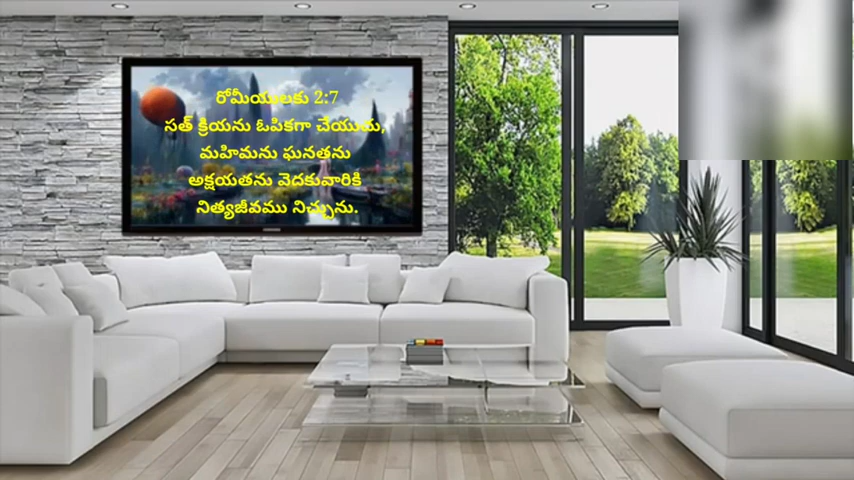 రోమీయులకు 2:7
సత్ క్రియను ఓపికగా చేయుచు,
మహిమను ఘనతను
అక్షయతను వెదకువారికి
నిత్యజీవము నిచ్చును.